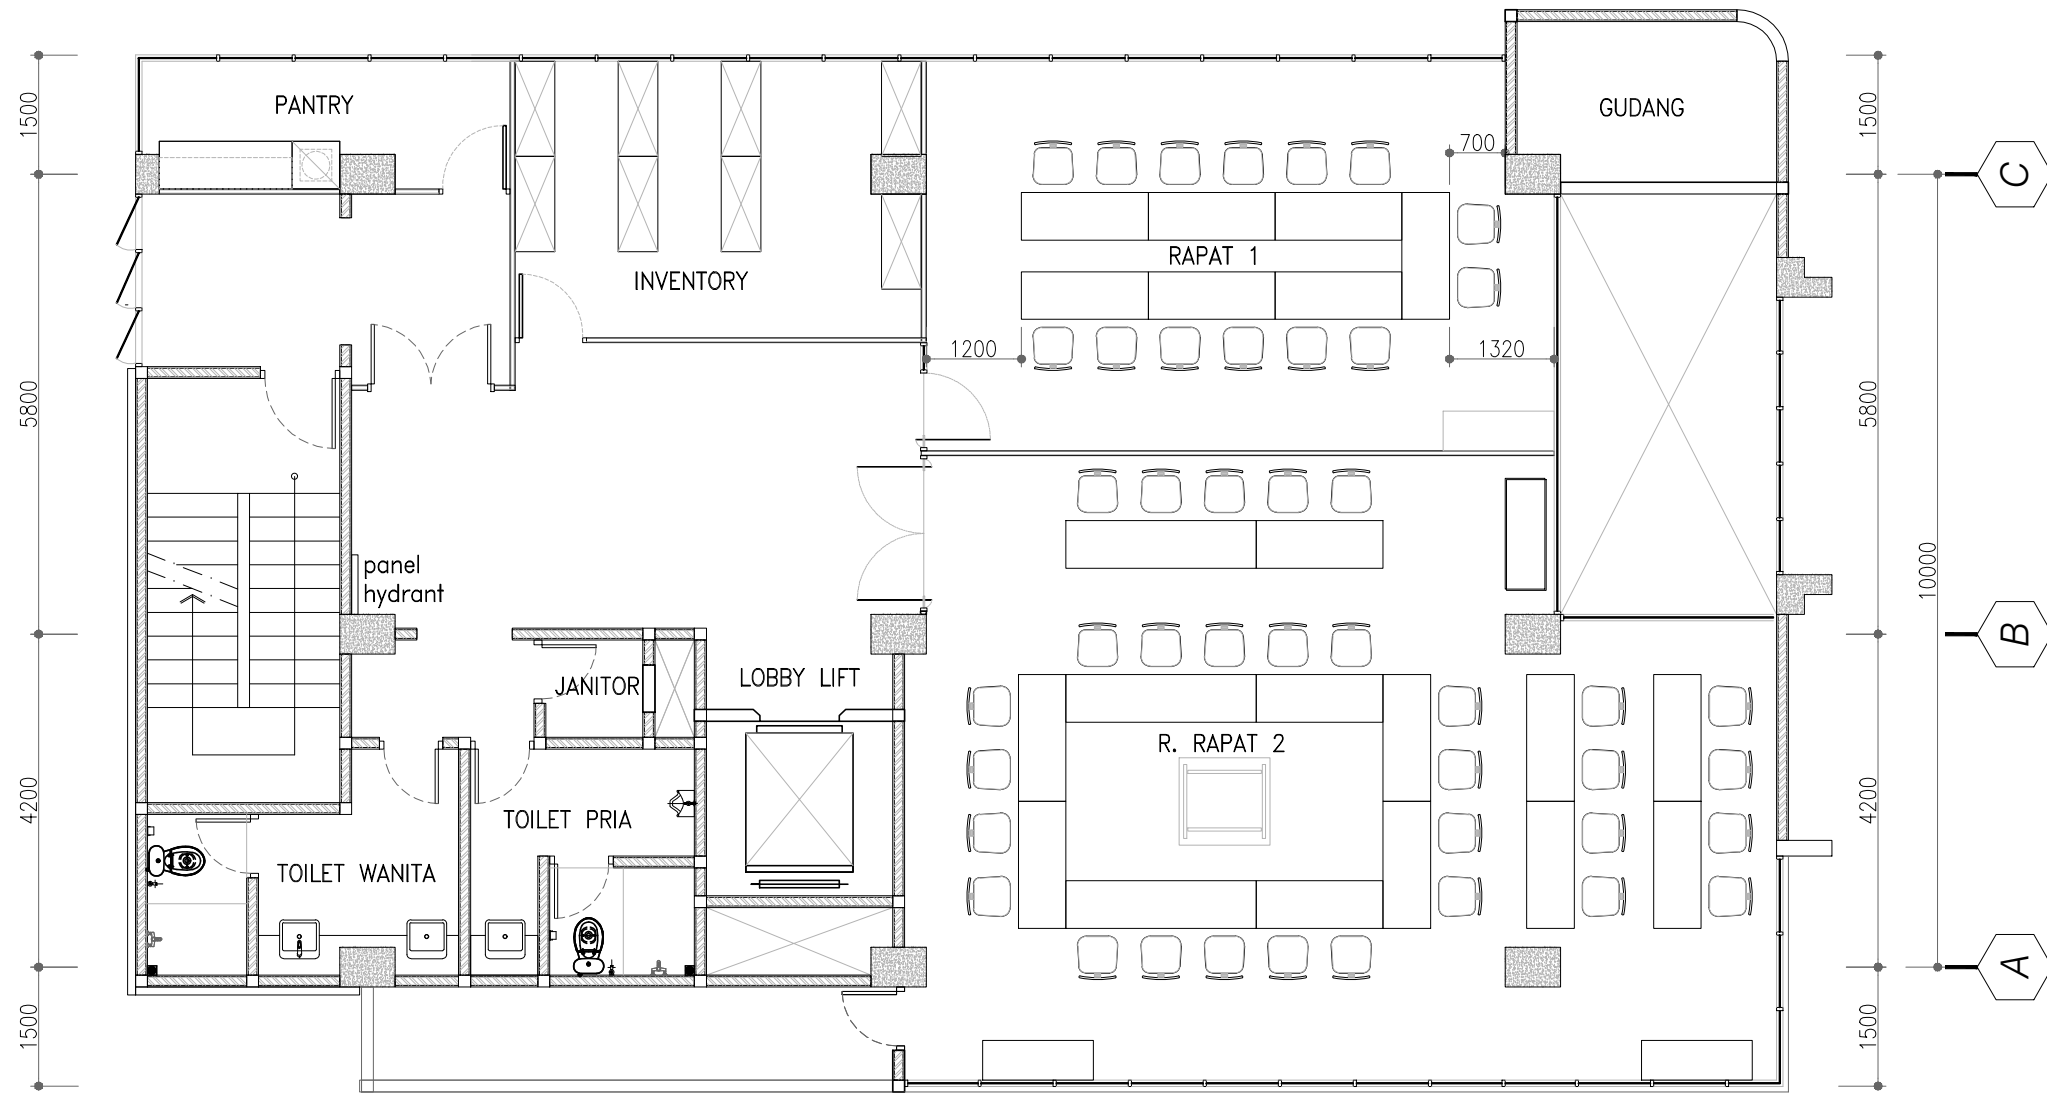 PANTRY
GUDANG
1500
1500
700
C
RAPAT 1
INVENTORY
1200
1320
5800
5800
panel
hydrant
10000
B
JANITOR
LOBBY LIFT
R. RAPAT 2
4200
4200
TOILET PRIA
TOILET WANITA
A
1500
1500